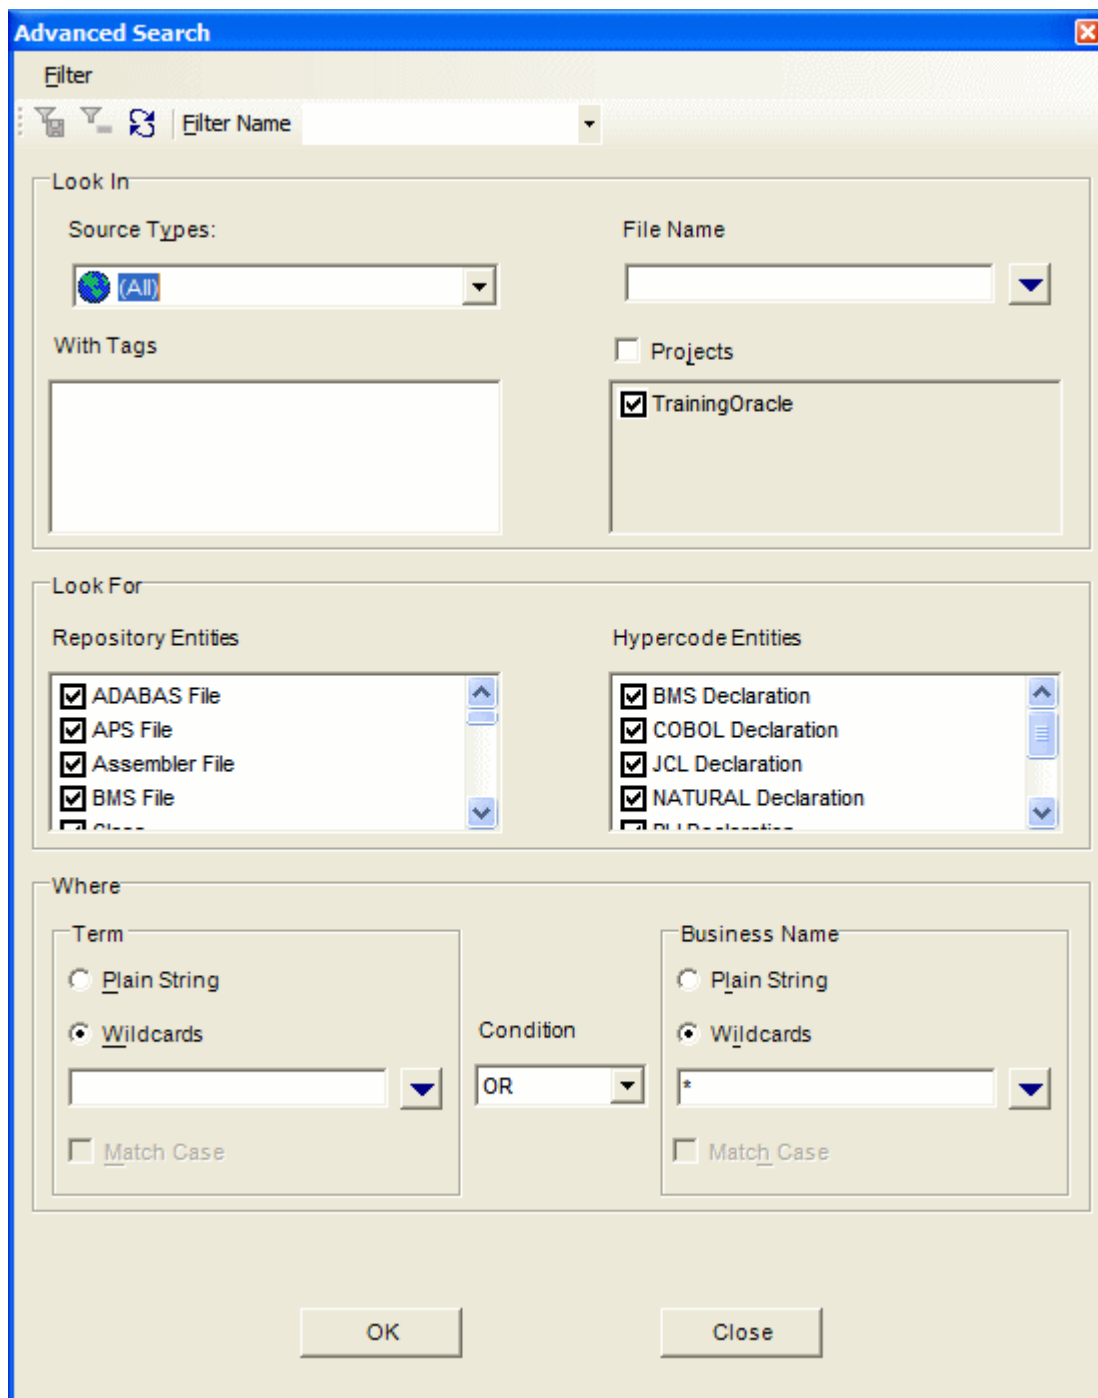 Advanced Search
Filter
Filter Name
Look In
Source Types:
File Name
(All)
With Tags
Projects
TrainingOracle
Look For
Repository Entities
Hypercode Entities
ADABAS File
BMS Declaration
APS File
COBOL Declaration
Assembler File
JCL Declaration
BMS File
NATURAL Declaration
Where
Term
Business Name
Plain String
Plain String
Wildcards
Condition
Wildcards
OR
*
Match Case
Match Case
OK
Close